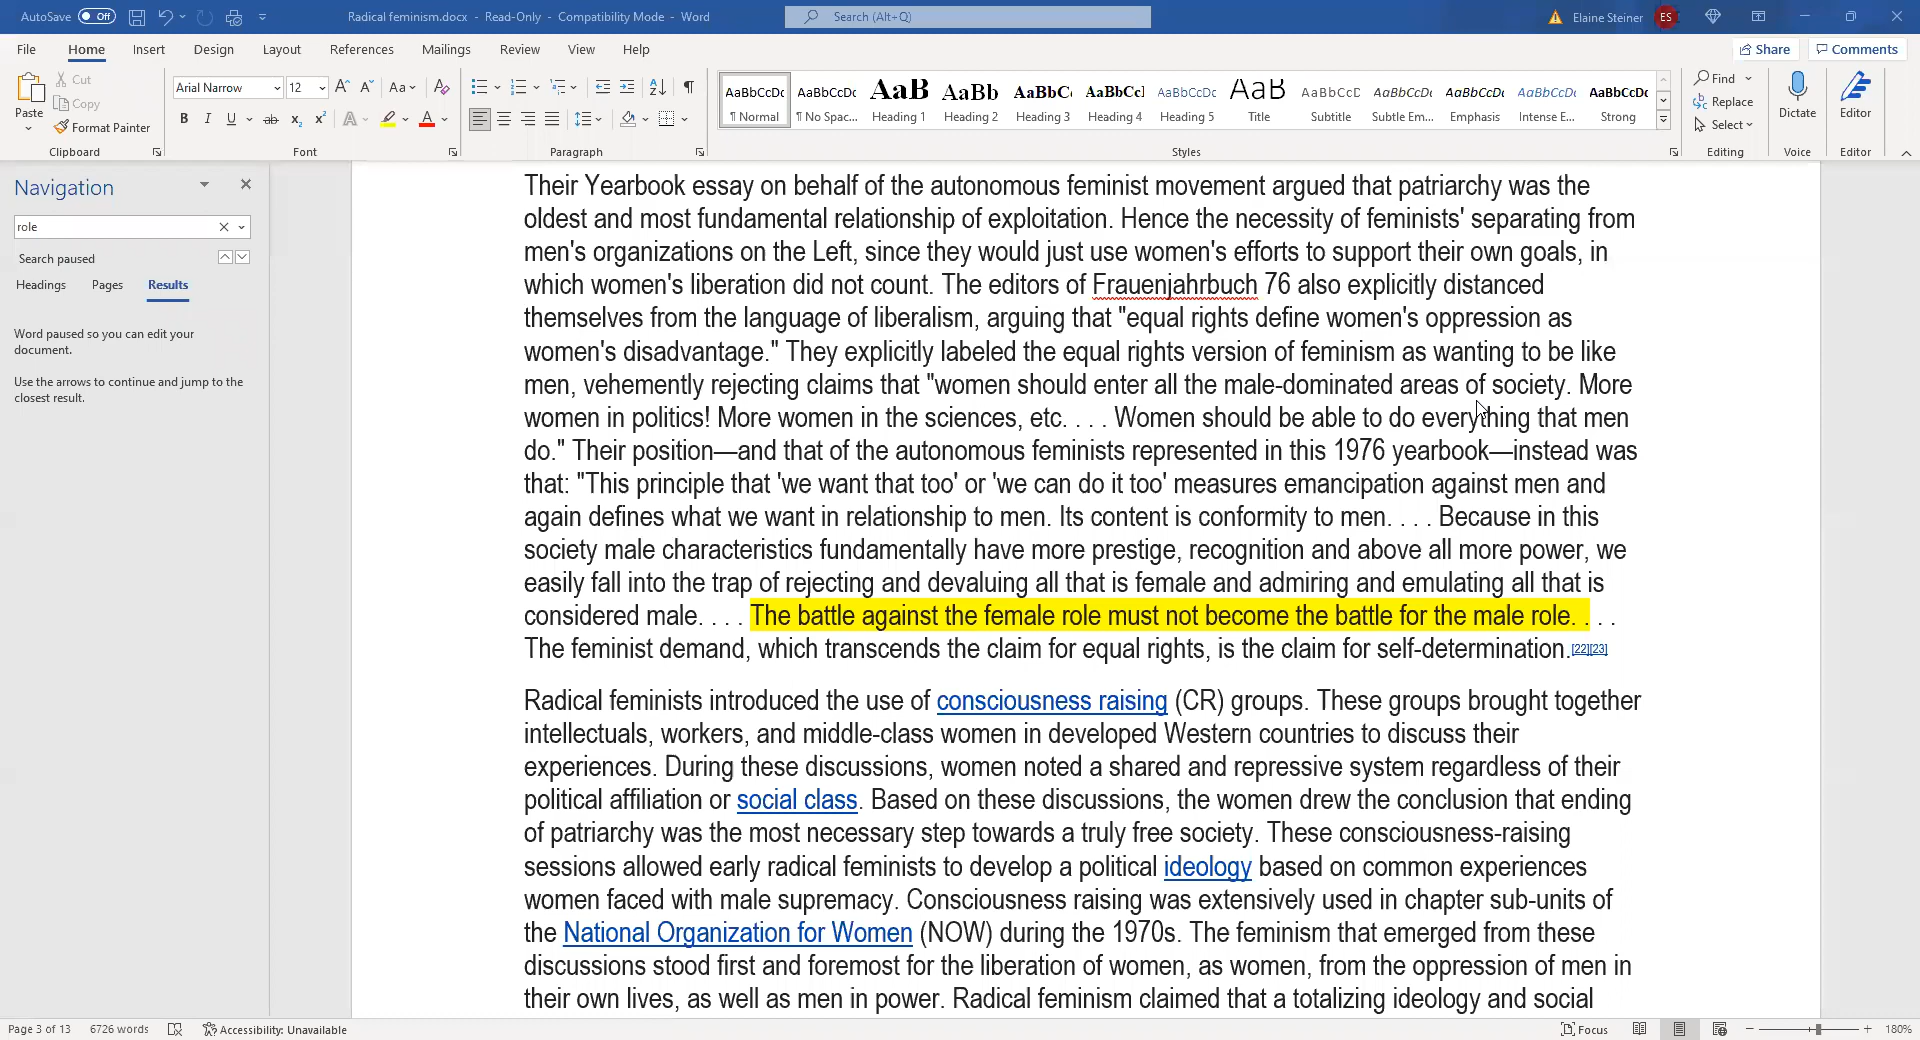 AutoSave Off Radical feminism.docx - Read-Only - Compatibility Mode - Word Search (Alt+Q) Elaine Steiner ES
File Home Insert Design Layout References Mailings Review View Help Share Comments
Paste Cut Copy Format Painter Clipboard
Arial Narrow 12 Aa A B I U ab x₂ x² A A Font
Paragraph
AaBbCcDc ¶ Normal
AaBbCcDc ¶ No Spac...
AaB Heading 1
AaBb Heading 2
AaBbC Heading 3
AaBbCcI Heading 4
AaBbCcDc Heading 5
AaB Title
AaBbCcD Subtitle
AaBbCcDc Subtle Em...
AaBbCcDc Emphasis
AaBbCcDc Intense E...
AaBbCcDc Strong
Styles
Find Replace Select Editing
Dictate Voice
Editor Editor
Navigation
role
Search paused
Headings Pages Results
Word paused so you can edit your
document.
Use the arrows to continue and jump to the
closest result.
Their Yearbook essay on behalf of the autonomous feminist movement argued that patriarchy was the
oldest and most fundamental relationship of exploitation. Hence the necessity of feminists' separating from
men's organizations on the Left, since they would just use women's efforts to support their own goals, in
which women's liberation did not count. The editors of Frauenjahrbuch 76 also explicitly distanced
themselves from the language of liberalism, arguing that "equal rights define women's oppression as
women's disadvantage." They explicitly labeled the equal rights version of feminism as wanting to be like
men, vehemently rejecting claims that "women should enter all the male-dominated areas of society. More
women in politics! More women in the sciences, etc. . . . Women should be able to do everything that men
do." Their position—and that of the autonomous feminists represented in this 1976 yearbook—instead was
that: "This principle that 'we want that too' or 'we can do it too' measures emancipation against men and
again defines what we want in relationship to men. Its content is conformity to men. . . . Because in this
society male characteristics fundamentally have more prestige, recognition and above all more power, we
easily fall into the trap of rejecting and devaluing all that is female and admiring and emulating all that is
considered male. . . . The battle against the female role must not become the battle for the male role. . . .
The feminist demand, which transcends the claim for equal rights, is the claim for self-determination.[22][23]
Radical feminists introduced the use of consciousness raising (CR) groups. These groups brought together
intellectuals, workers, and middle-class women in developed Western countries to discuss their
experiences. During these discussions, women noted a shared and repressive system regardless of their
political affiliation or social class. Based on these discussions, the women drew the conclusion that ending
of patriarchy was the most necessary step towards a truly free society. These consciousness-raising
sessions allowed early radical feminists to develop a political ideology based on common experiences
women faced with male supremacy. Consciousness raising was extensively used in chapter sub-units of
the National Organization for Women (NOW) during the 1970s. The feminism that emerged from these
discussions stood first and foremost for the liberation of women, as women, from the oppression of men in
their own lives, as well as men in power. Radical feminism claimed that a totalizing ideology and social
Page 3 of 13 6726 words Accessibility: Unavailable Focus 180%